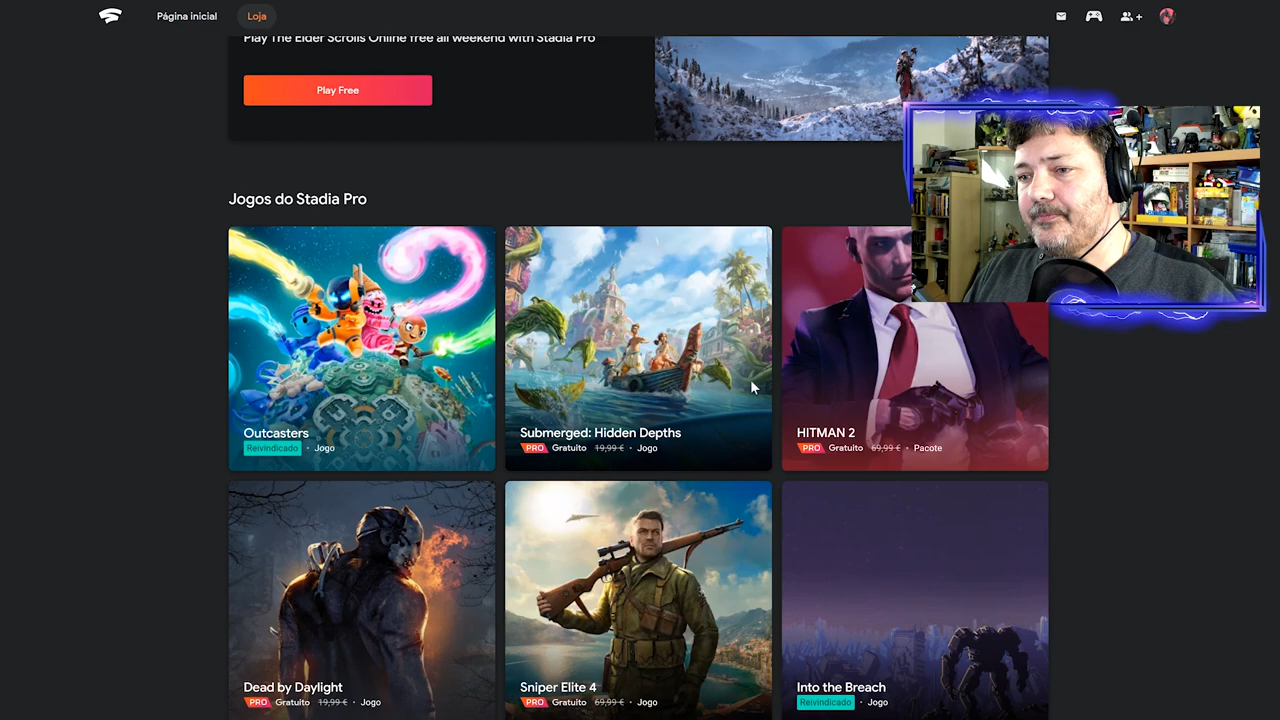 Página inicial
Loja
Play The Elder Scrolls Online free all weekend with Stadia Pro
Play Free
Jogos do Stadia Pro
Outcasters
Reivindicado · Jogo
Submerged: Hidden Depths
PRO Gratuito 19,99 € · Jogo
HITMAN 2
PRO Gratuito 69,99 € · Pacote
Dead by Daylight
PRO Gratuito 19,99 € · Jogo
Sniper Elite 4
PRO Gratuito 69,99 € · Jogo
Into the Breach
Reivindicado · Jogo